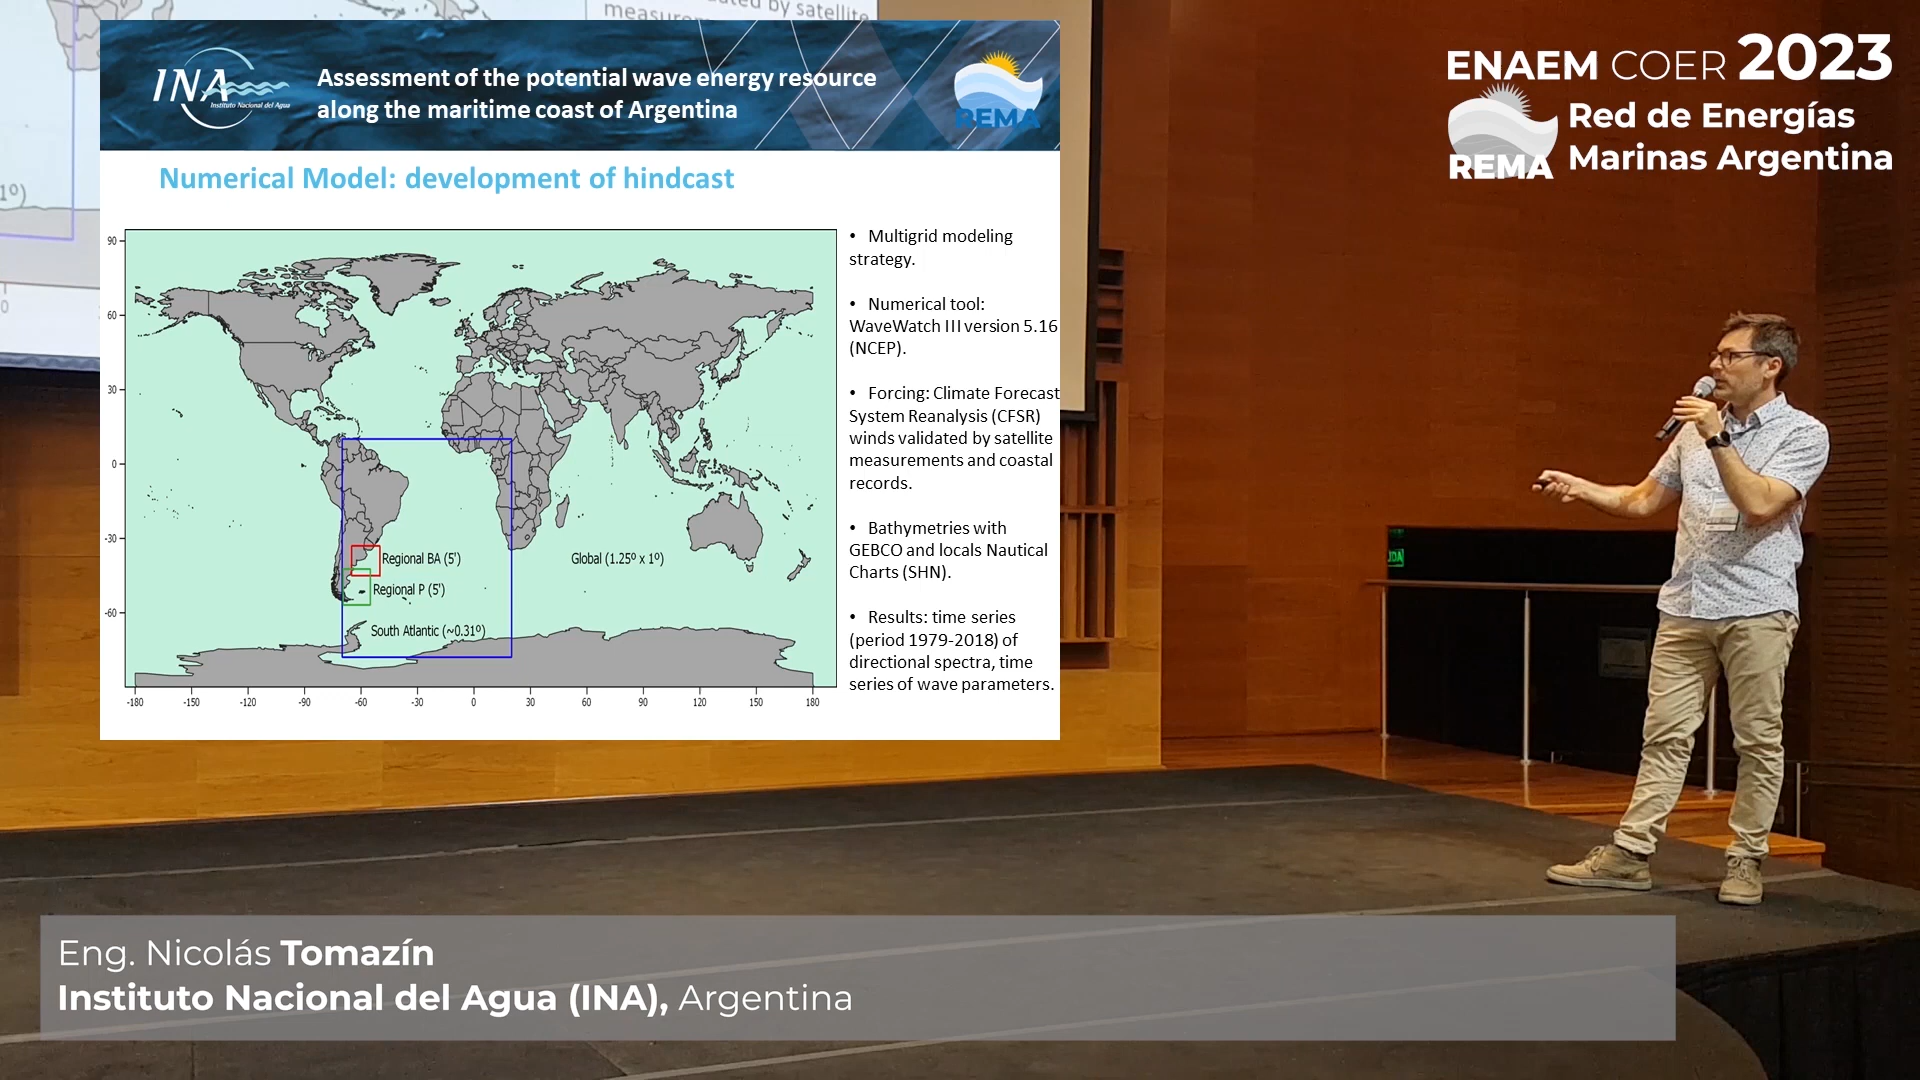 ted by satellite
measurem
1º)
0
INA
Instituto Nacional del Agua
Assessment of the potential wave energy resource
along the maritime coast of Argentina
REMA
Numerical Model: development of hindcast
90
60
30
0
-30
-60
-180
-150
-120
-90
-60
-30
0
30
60
90
120
150
180
Regional BA (5')
Regional P (5')
South Atlantic (~0.31º)
Global (1.25º x 1º)
• Multigrid modeling
strategy.
• Numerical tool:
WaveWatch III version 5.16
(NCEP).
• Forcing: Climate Forecast
System Reanalysis (CFSR)
winds validated by satellite
measurements and coastal
records.
• Bathymetries with
GEBCO and locals Nautical
Charts (SHN).
• Results: time series
(period 1979-2018) of
directional spectra, time
series of wave parameters.
ENAEM COER 2023
REMA
Red de Energías
Marinas Argentina
Eng. Nicolás Tomazín
Instituto Nacional del Agua (INA), Argentina